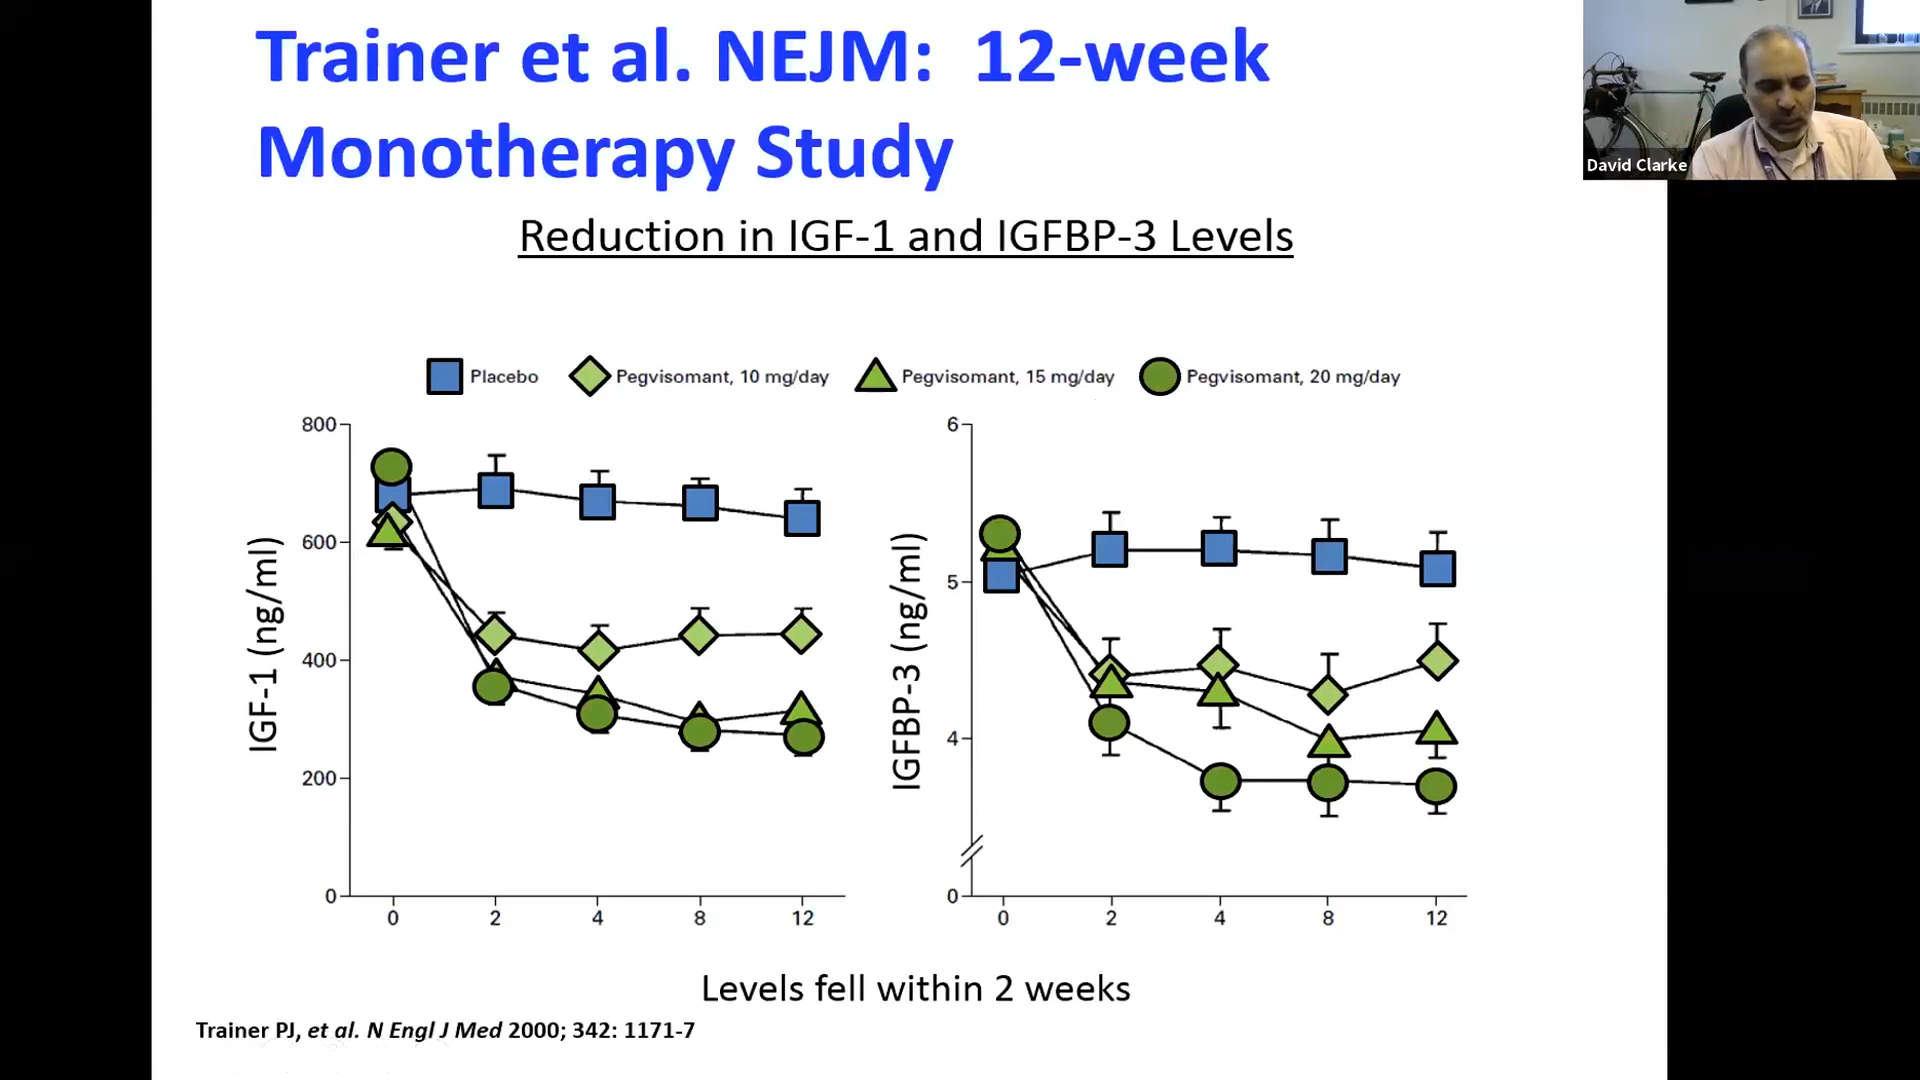 Trainer et al. NEJM: 12-week
Monotherapy Study
David Clarke
Reduction in IGF-1 and IGFBP-3 Levels
Placebo
Pegvisomant, 10 mg/day
Pegvisomant, 15 mg/day
Pegvisomant, 20 mg/day
IGF-1 (ng/ml)
800
600
400
200
0
0 2 4 8 12
IGFBP-3 (ng/ml)
6
5
4
0
0 2 4 8 12
Levels fell within 2 weeks
Trainer PJ, et al. N Engl J Med 2000; 342: 1171-7